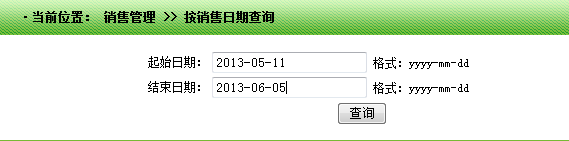 · 当前位置： 销售管理 >> 按销售日期查询
起始日期： 2013-05-11 格式：yyyy-mm-dd
结束日期： 2013-06-05 格式：yyyy-mm-dd
查询